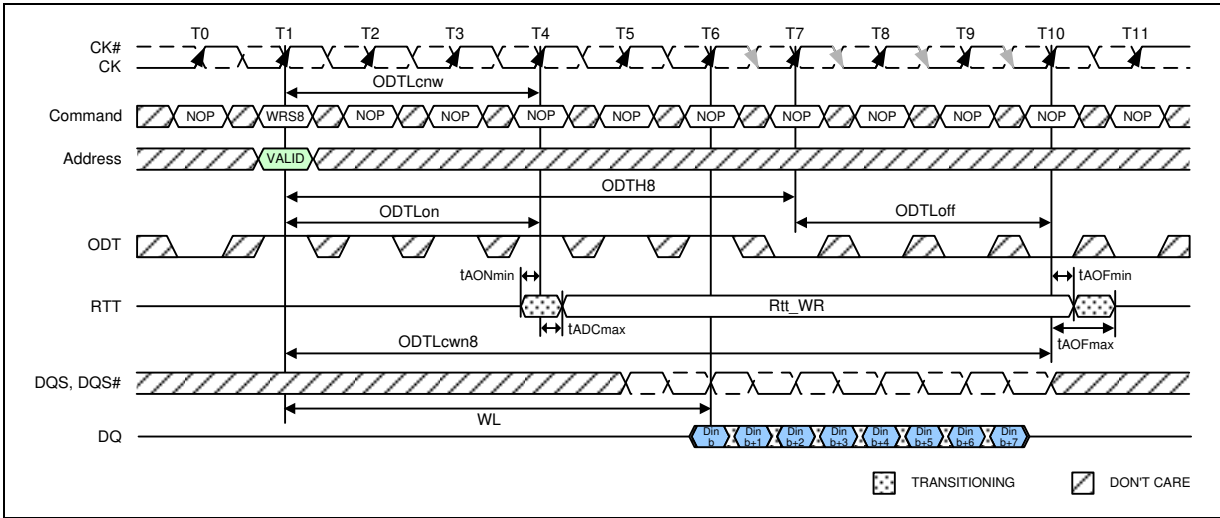 T0 T1 T2 T3 T4 T5 T6 T7 T8 T9 T10 T11
CK#
CK
ODTLcnw
Command NOP WRS8 NOP NOP NOP NOP NOP NOP NOP NOP NOP NOP
Address VALID
ODTH8
ODTLon ODTLoff
ODT
tAONmin tAOFmin
RTT Rtt_WR
tADCmax tAOFmax
ODTLcwn8
DQS, DQS#
WL
DQ Din b Din b+1 Din b+2 Din b+3 Din b+4 Din b+5 Din b+6 Din b+7
TRANSITIONING DON'T CARE